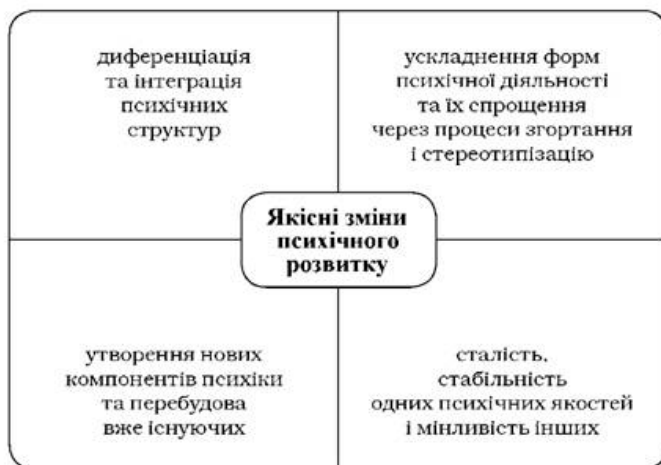 диференціація
та інтеграція
психічних
структур
ускладнення форм
психічної діяльності
та їх спрощення
через процеси згортання
і стереотипізацію
Якісні зміни
психічного
розвитку
утворення нових
компонентів психіки
та перебудова
вже існуючих
сталість,
стабільність
одних психічних якостей
і мінливість інших